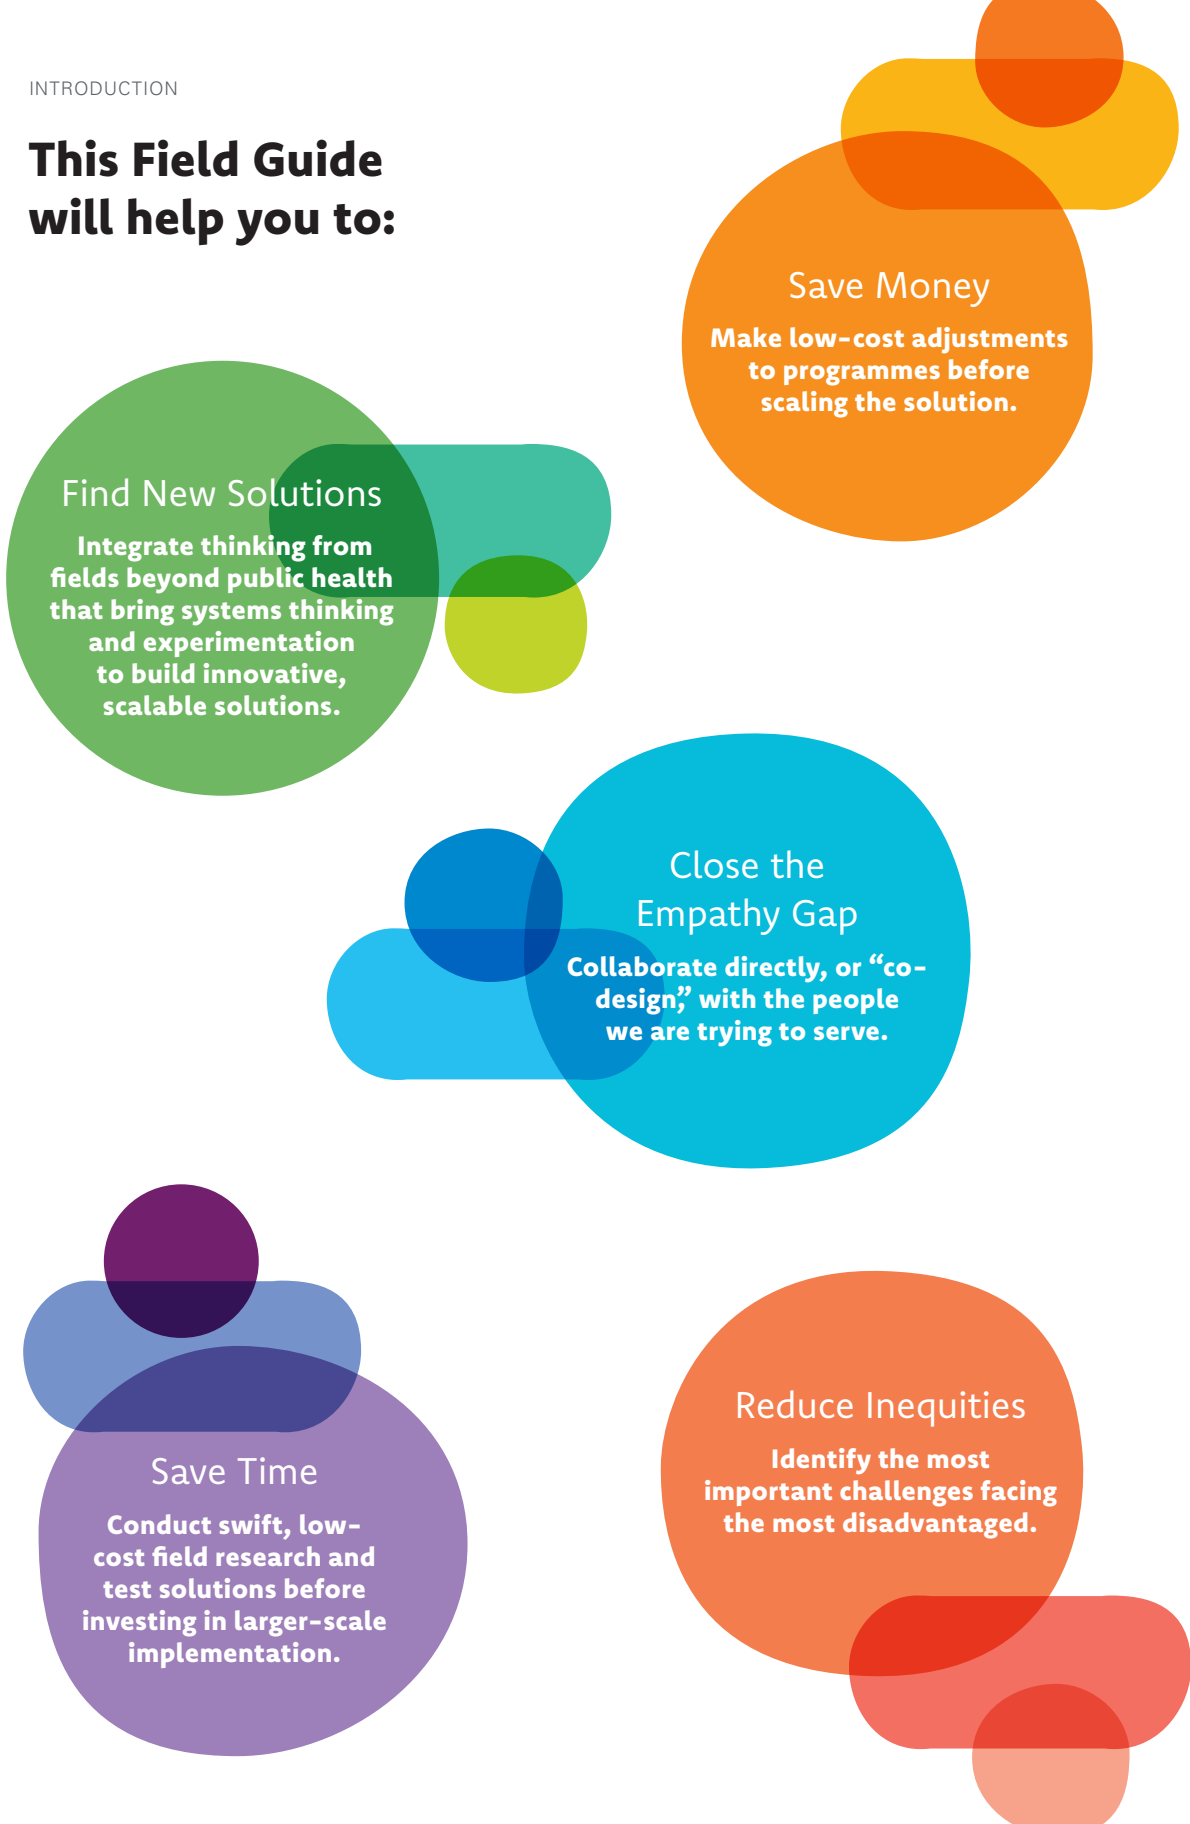 INTRODUCTION
This Field Guide
will help you to:
Save Money
Make low-cost adjustments
to programmes before
scaling the solution.
Find New Solutions
Integrate thinking from
fields beyond public health
that bring systems thinking
and experimentation
to build innovative,
scalable solutions.
Close the
Empathy Gap
Collaborate directly, or “co-
design,” with the people
we are trying to serve.
Save Time
Conduct swift, low-
cost field research and
test solutions before
investing in larger-scale
implementation.
Reduce Inequities
Identify the most
important challenges facing
the most disadvantaged.